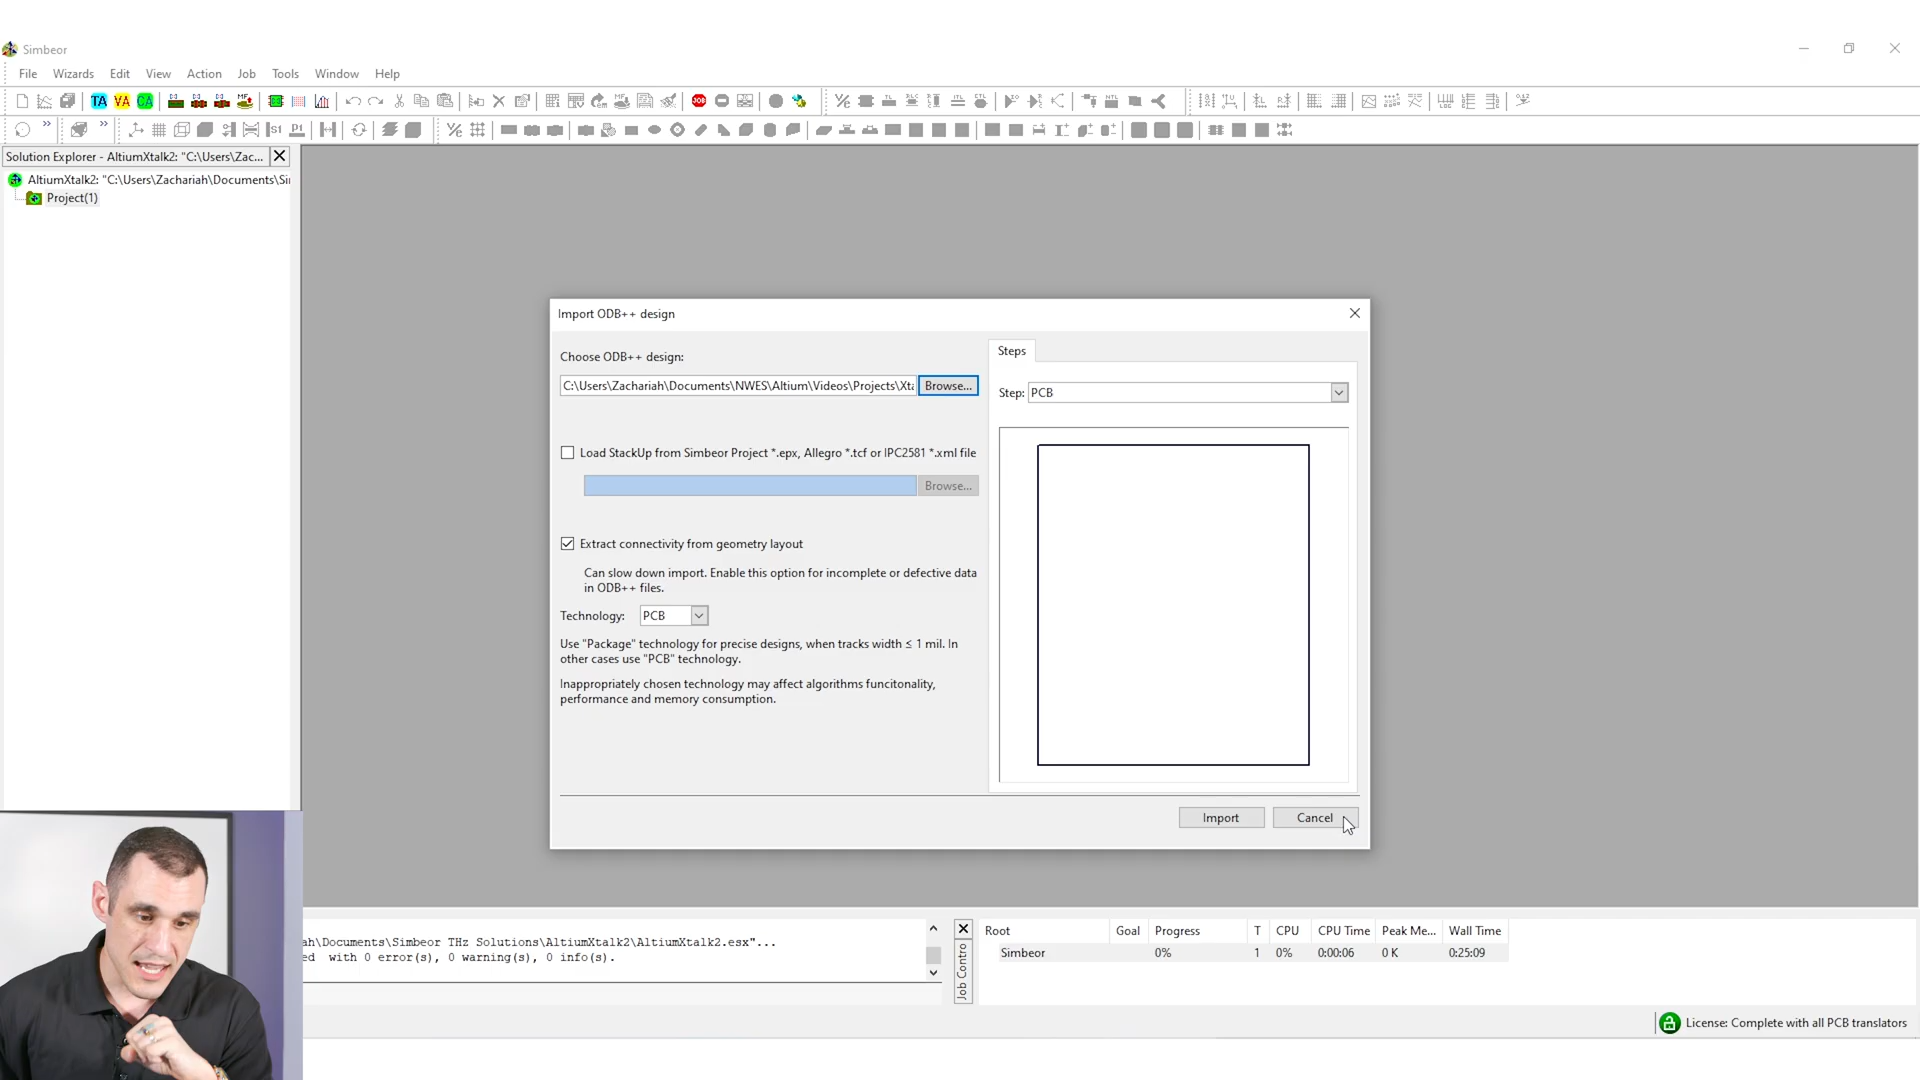 Simbeor
File Wizards Edit View Action Job Tools Window Help
TA VA CA
JOB
Solution Explorer - AltiumXtalk2: "C:\Users\Zac...
AltiumXtalk2: "C:\Users\Zachariah\Documents\Si
Project(1)
Import ODB++ design
Choose ODB++ design:
C:\Users\Zachariah\Documents\NWES\Altium\Videos\Projects\Xta
Browse...
Load StackUp from Simbeor Project *.epx, Allegro *.tcf or IPC2581 *.xml file
Browse...
Extract connectivity from geometry layout
Can slow down import. Enable this option for incomplete or defective data
in ODB++ files.
Technology: PCB
Use "Package" technology for precise designs, when tracks width ≤ 1 mil. In
other cases use "PCB" technology.
Inappropriately chosen technology may affect algorithms funcitonality,
performance and memory consumption.
Steps
Step: PCB
Import Cancel
ah\Documents\Simbeor THz Solutions\AltiumXtalk2\AltiumXtalk2.esx"...
ed with 0 error(s), 0 warning(s), 0 info(s).
Job Contro
Root Goal Progress T CPU CPU Time Peak Me... Wall Time
Simbeor 0% 1 0% 0:00:06 0 K 0:25:09
License: Complete with all PCB translators